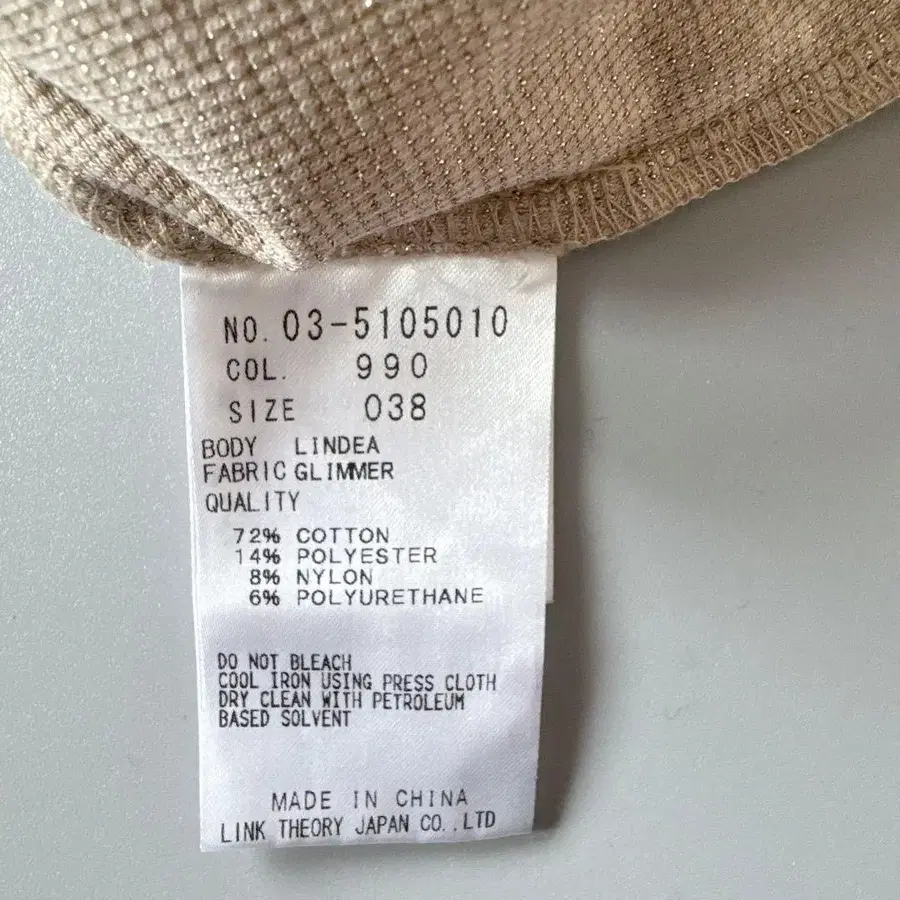 NO. 03-5105010
COL. 990
SIZE 038
BODY LINDEA
FABRIC GLIMMER
QUALITY
72% COTTON
14% POLYESTER
8% NYLON
6% POLYURETHANE
DO NOT BLEACH
COOL IRON USING PRESS CLOTH
DRY CLEAN WITH PETROLEUM
BASED SOLVENT
MADE IN CHINA
LINK THEORY JAPAN CO.,LTD